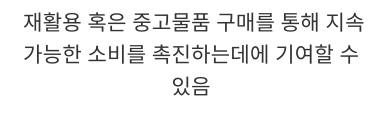 재활용 혹은 중고물품 구매를 통해 지속
가능한 소비를 촉진하는데에 기여할 수
있음